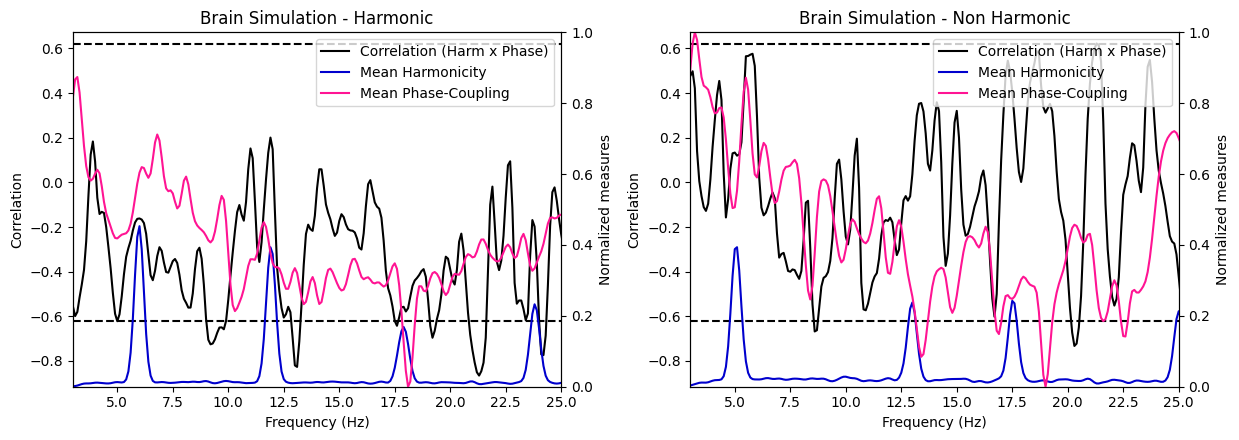 Brain Simulation - Harmonic
Correlation (Harm x Phase)
Mean Harmonicity
Mean Phase-Coupling
0.6
0.4
0.2
0.0
−0.2
−0.4
−0.6
−0.8
Correlation
1.0
0.8
0.6
0.4
0.2
0.0
Normalized measures
5.0 7.5 10.0 12.5 15.0 17.5 20.0 22.5 25.0
Frequency (Hz)
Brain Simulation - Non Harmonic
Correlation (Harm x Phase)
Mean Harmonicity
Mean Phase-Coupling
0.6
0.4
0.2
0.0
−0.2
−0.4
−0.6
−0.8
Correlation
1.0
0.8
0.6
0.4
0.2
0.0
Normalized measures
5.0 7.5 10.0 12.5 15.0 17.5 20.0 22.5 25.0
Frequency (Hz)